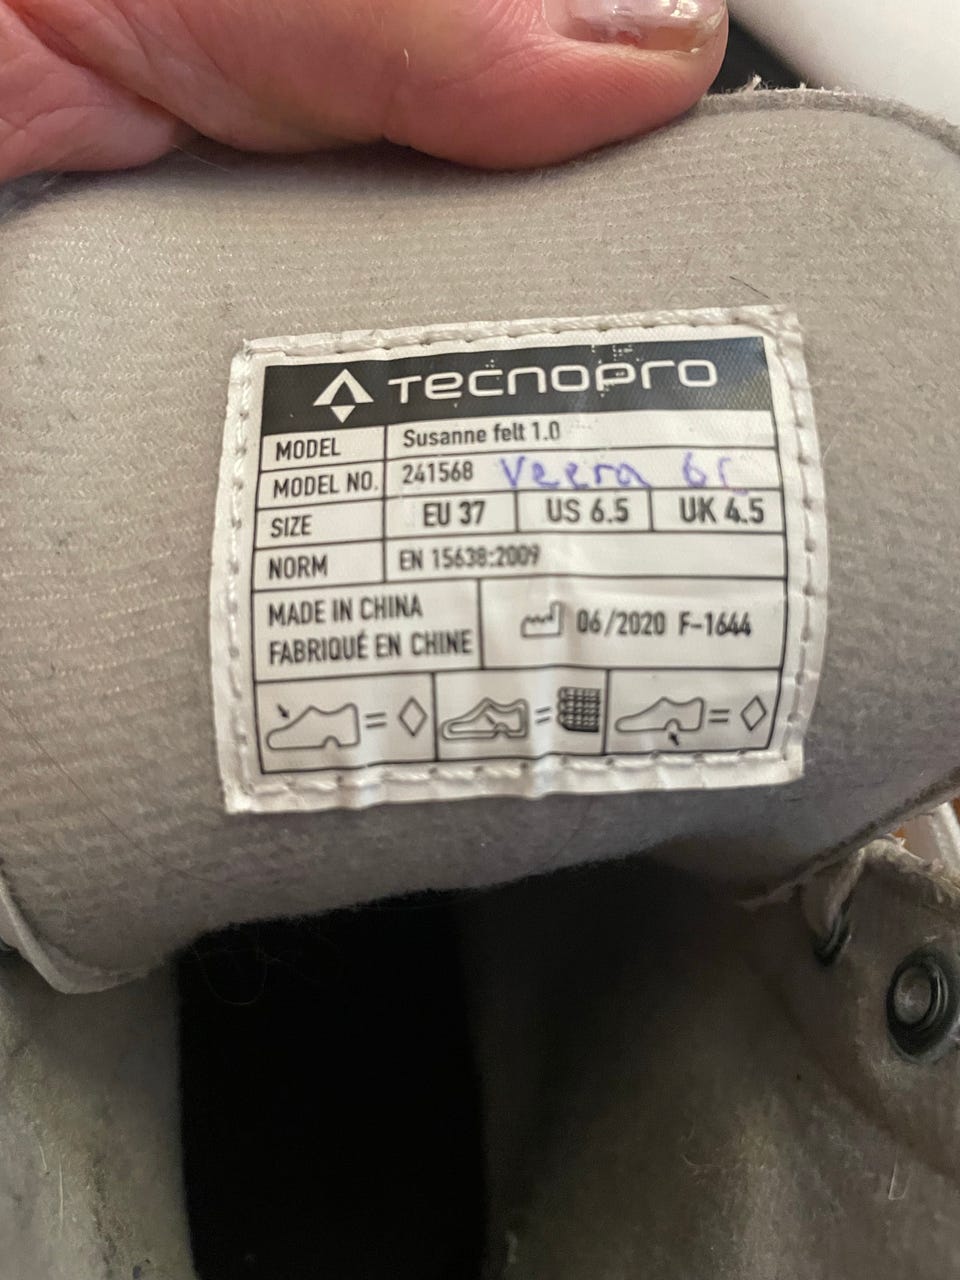 TECNOPRO
MODEL Susanne felt 1.0
MODEL NO. 241568 Veera
SIZE EU 37 US 6.5 UK 4.5
NORM EN 15638:2009
MADE IN CHINA
FABRIQUÉ EN CHINE
06/2020 F-1644
= =  =